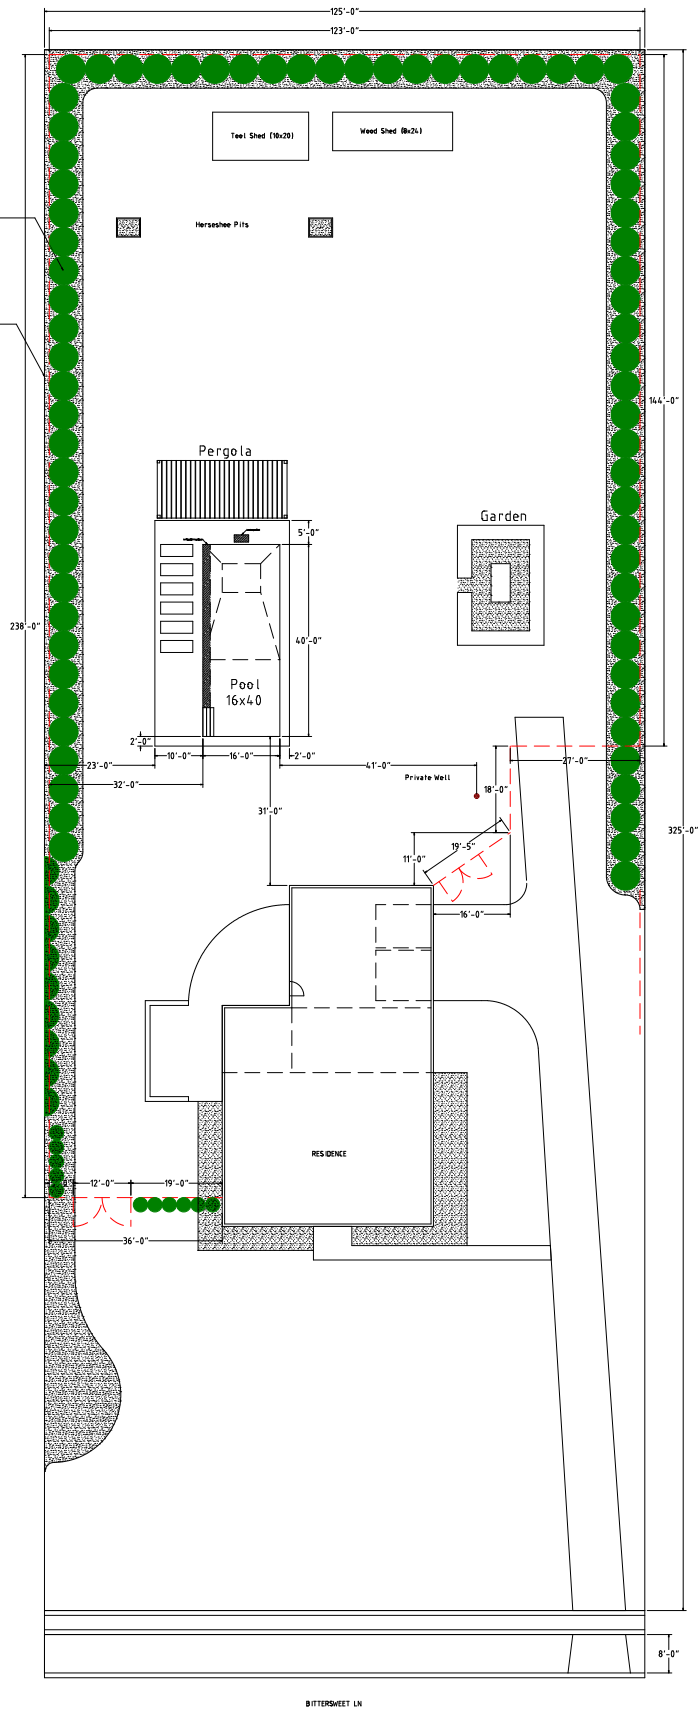 125'-0"
123'-0"
Tool Shed (10x20)
Wood Shed (8x24)
Horseshoe Pits
144'-0"
Pergola
Garden
5'-0"
238'-0"
40'-0"
Pool
16x40
2'-0"
10'-0"
16'-0"
2'-0"
23'-0"
41'-0"
27'-0"
Private Well
32'-0"
18'-0"
31'-0"
325'-0"
19'-5"
11'-0"
16'-0"
RESIDENCE
12'-0"
19'-0"
36'-0"
8'-0"
BITTERSWEET LN